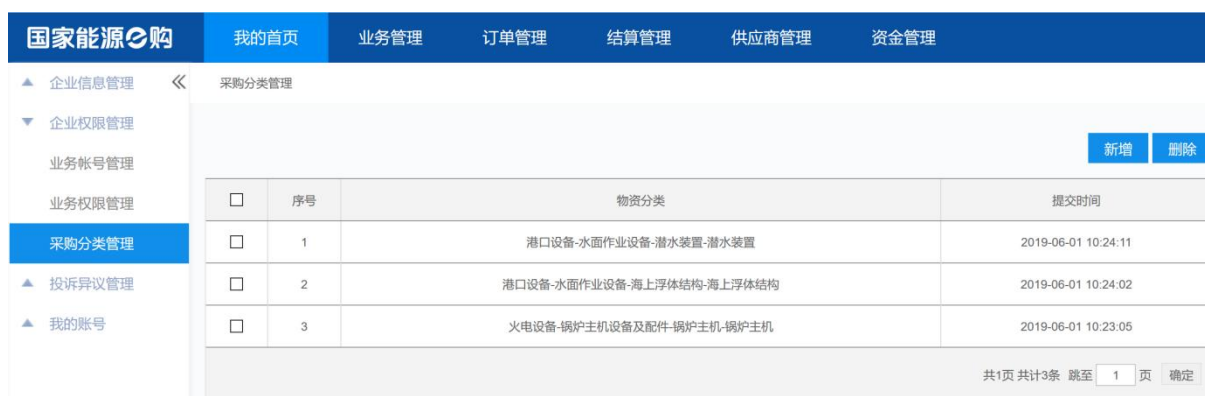 国家能源e购 我的首页 业务管理 订单管理 结算管理 供应商管理 资金管理
企业信息管理 采购分类管理
企业权限管理
业务帐号管理
业务权限管理
采购分类管理
投诉异议管理
我的账号
新增 删除
序号 物资分类 提交时间
1 港口设备-水面作业设备-潜水装置-潜水装置 2019-06-01 10:24:11
2 港口设备-水面作业设备-海上浮体结构-海上浮体结构 2019-06-01 10:24:02
3 火电设备-锅炉主机设备及配件-锅炉主机-锅炉主机 2019-06-01 10:23:05
共1页 共计3条 跳至 1 页 确定